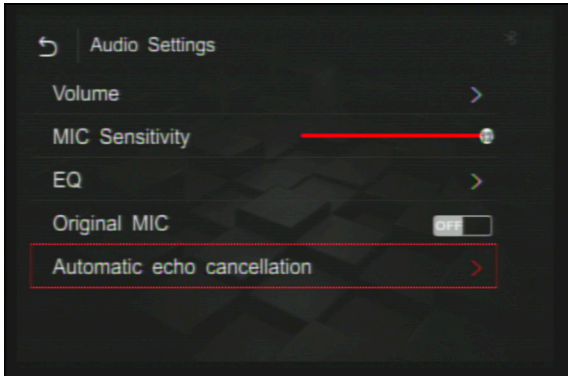 Audio Settings
Volume
MIC Sensitivity
EQ
Original MIC
OFF
Automatic echo cancellation